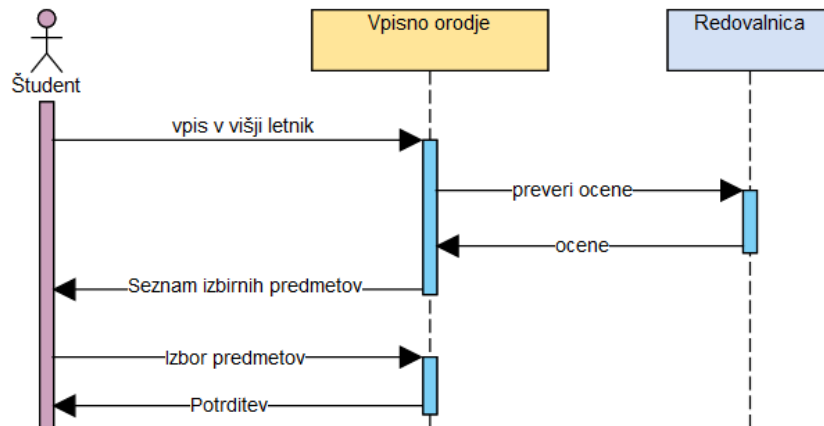 Vpisno orodje
Redovalnica
Študent
vpis v višji letnik
preveri ocene
ocene
Seznam izbirnih predmetov
Izbor predmetov
Potrditev